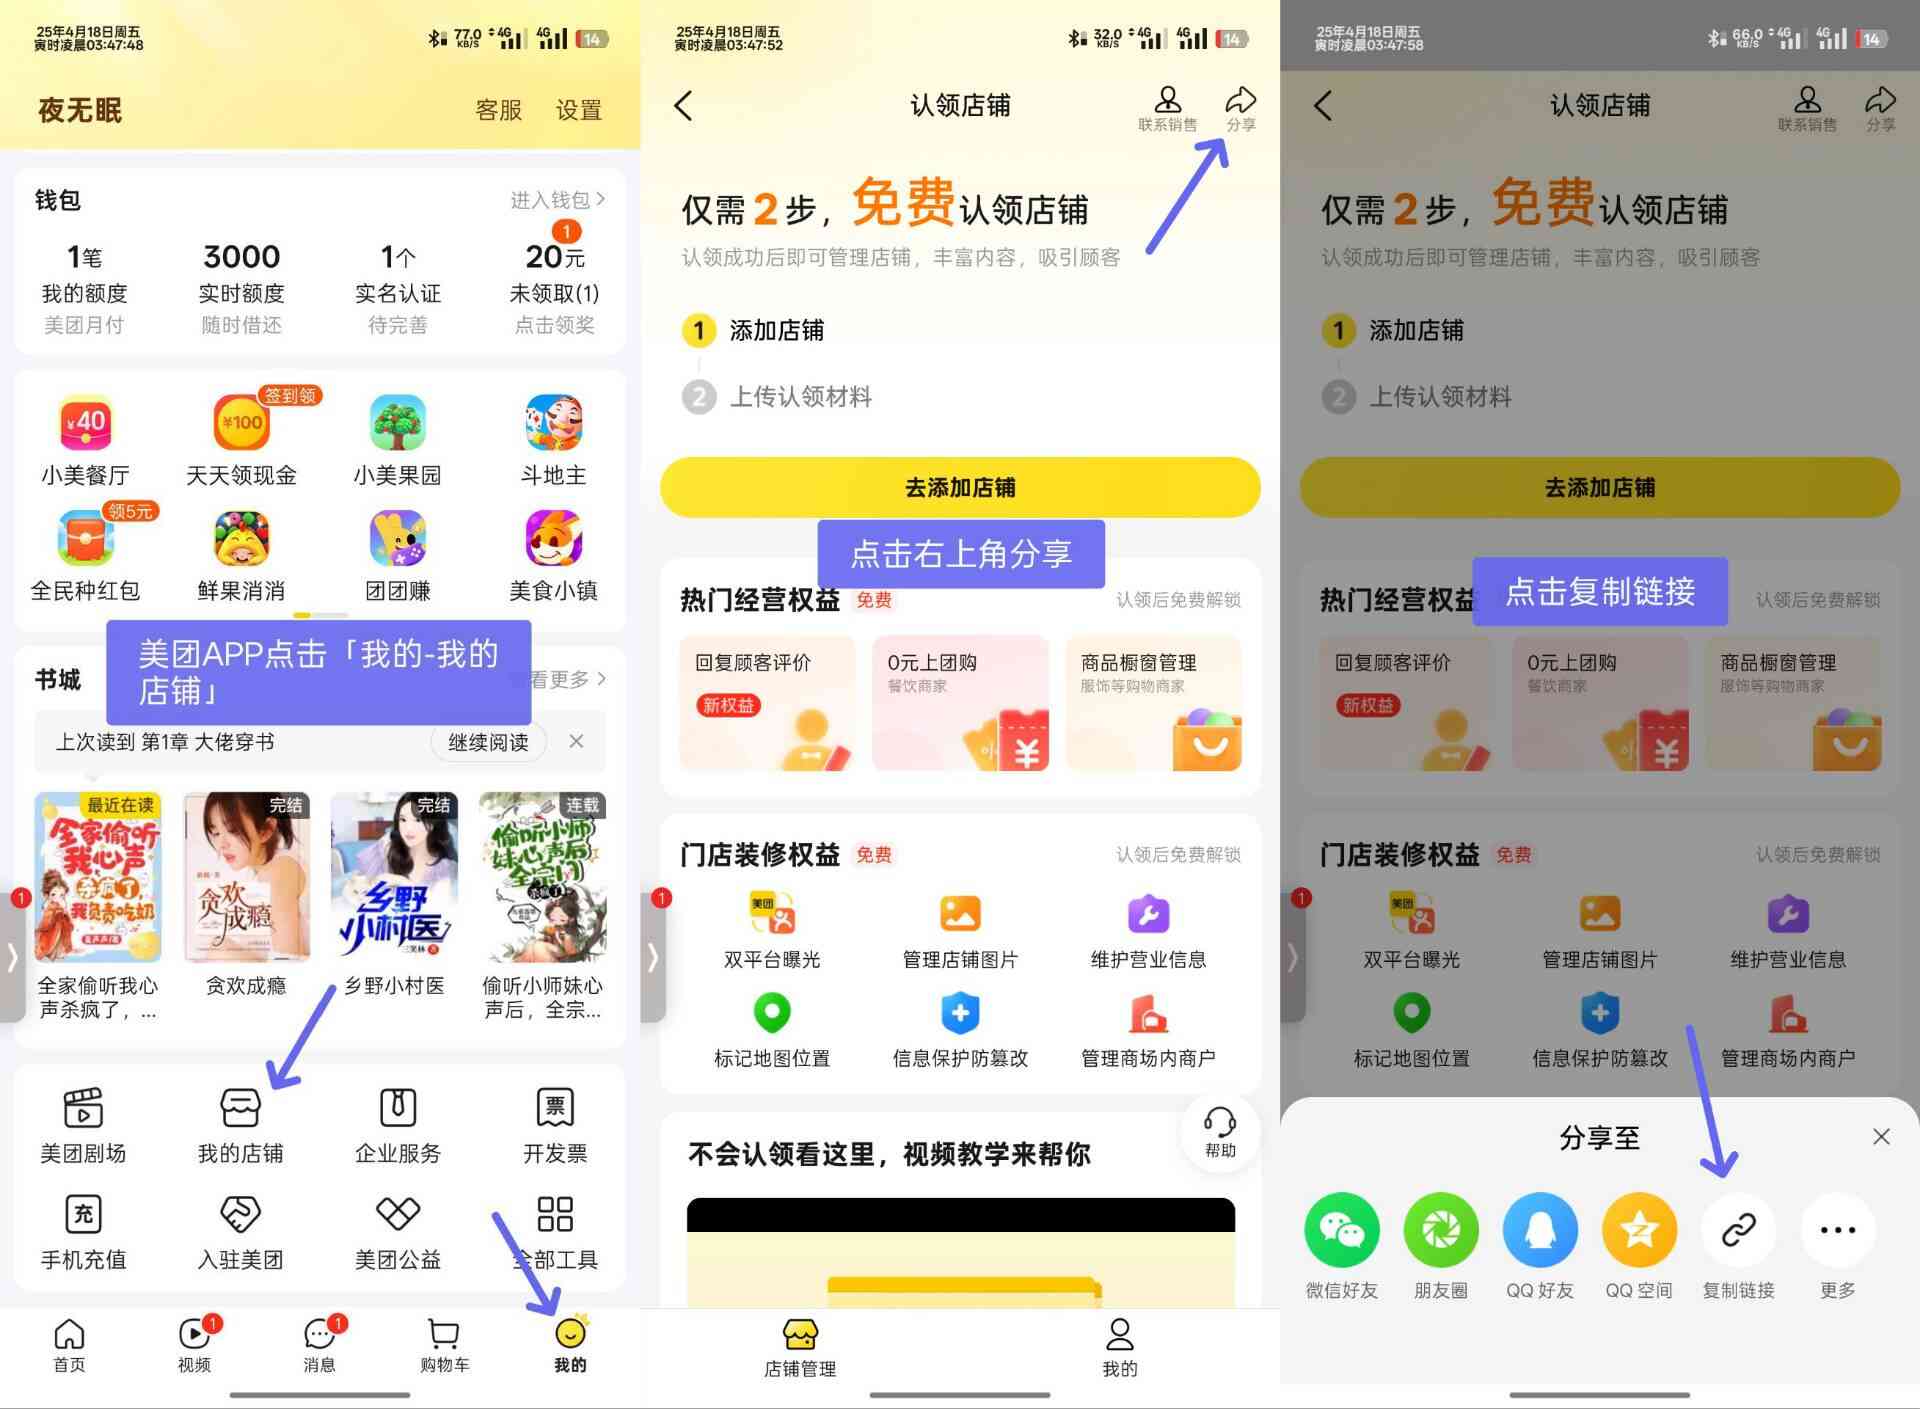 25年4月18日周五
寅时凌晨03:47:48
77.0
KB/S
4G
4G
14
夜无眠
客服
设置
钱包
进入钱包
1
1笔
3000
1个
20元
我的额度
实时额度
实名认证
未领取(1)
美团月付
随时借还
待完善
点击领奖
¥40
¥100
签到领
小美餐厅
天天领现金
小美果园
斗地主
领5元
全民种红包
鲜果消消
团团赚
美食小镇
美团APP点击「我的-我的
店铺」
书城
看更多
上次读到 第1章 大佬穿书
继续阅读
最近在读
完结
完结
连载
全家偷听
我心声
杀疯了
我负责吃奶
贪欢
成瘾
乡野
小村医
偷听小师
妹心声后
全宗门
1
全家偷听我心
声杀疯了，...
贪欢成瘾
乡野小村医
偷听小师妹心
声后，全宗...
美团剧场
我的店铺
企业服务
票
开发票
充
手机充值
入驻美团
美团公益
全部工具
首页
1
视频
1
消息
购物车
我的
25年4月18日周五
寅时凌晨03:47:52
32.0
KB/S
4G
4G
14
认领店铺
联系销售
分享
仅需2步，免费认领店铺
认领成功后即可管理店铺，丰富内容，吸引顾客
1 添加店铺
2 上传认领材料
去添加店铺
点击右上角分享
热门经营权益
免费
认领后免费解锁
回复顾客评价
新权益
0元上团购
餐饮商家
¥
商品橱窗管理
服饰等购物商家
门店装修权益
免费
认领后免费解锁
1
美团
双平台曝光
管理店铺图片
维护营业信息
标记地图位置
信息保护防篡改
管理商场内商户
不会认领看这里，视频教学来帮你
帮助
店铺管理
我的
25年4月18日周五
寅时凌晨03:47:58
66.0
KB/S
4G
4G
14
认领店铺
联系销售
分享
仅需2步，免费认领店铺
认领成功后即可管理店铺，丰富内容，吸引顾客
1 添加店铺
2 上传认领材料
去添加店铺
点击复制链接
热门经营权益
认领后免费解锁
回复顾客评价
新权益
0元上团购
餐饮商家
¥
商品橱窗管理
服饰等购物商家
门店装修权益
免费
认领后免费解锁
1
美团
双平台曝光
管理店铺图片
维护营业信息
标记地图位置
信息保护防篡改
管理商场内商户
分享至
微信好友
朋友圈
QQ 好友
QQ 空间
复制链接
更多